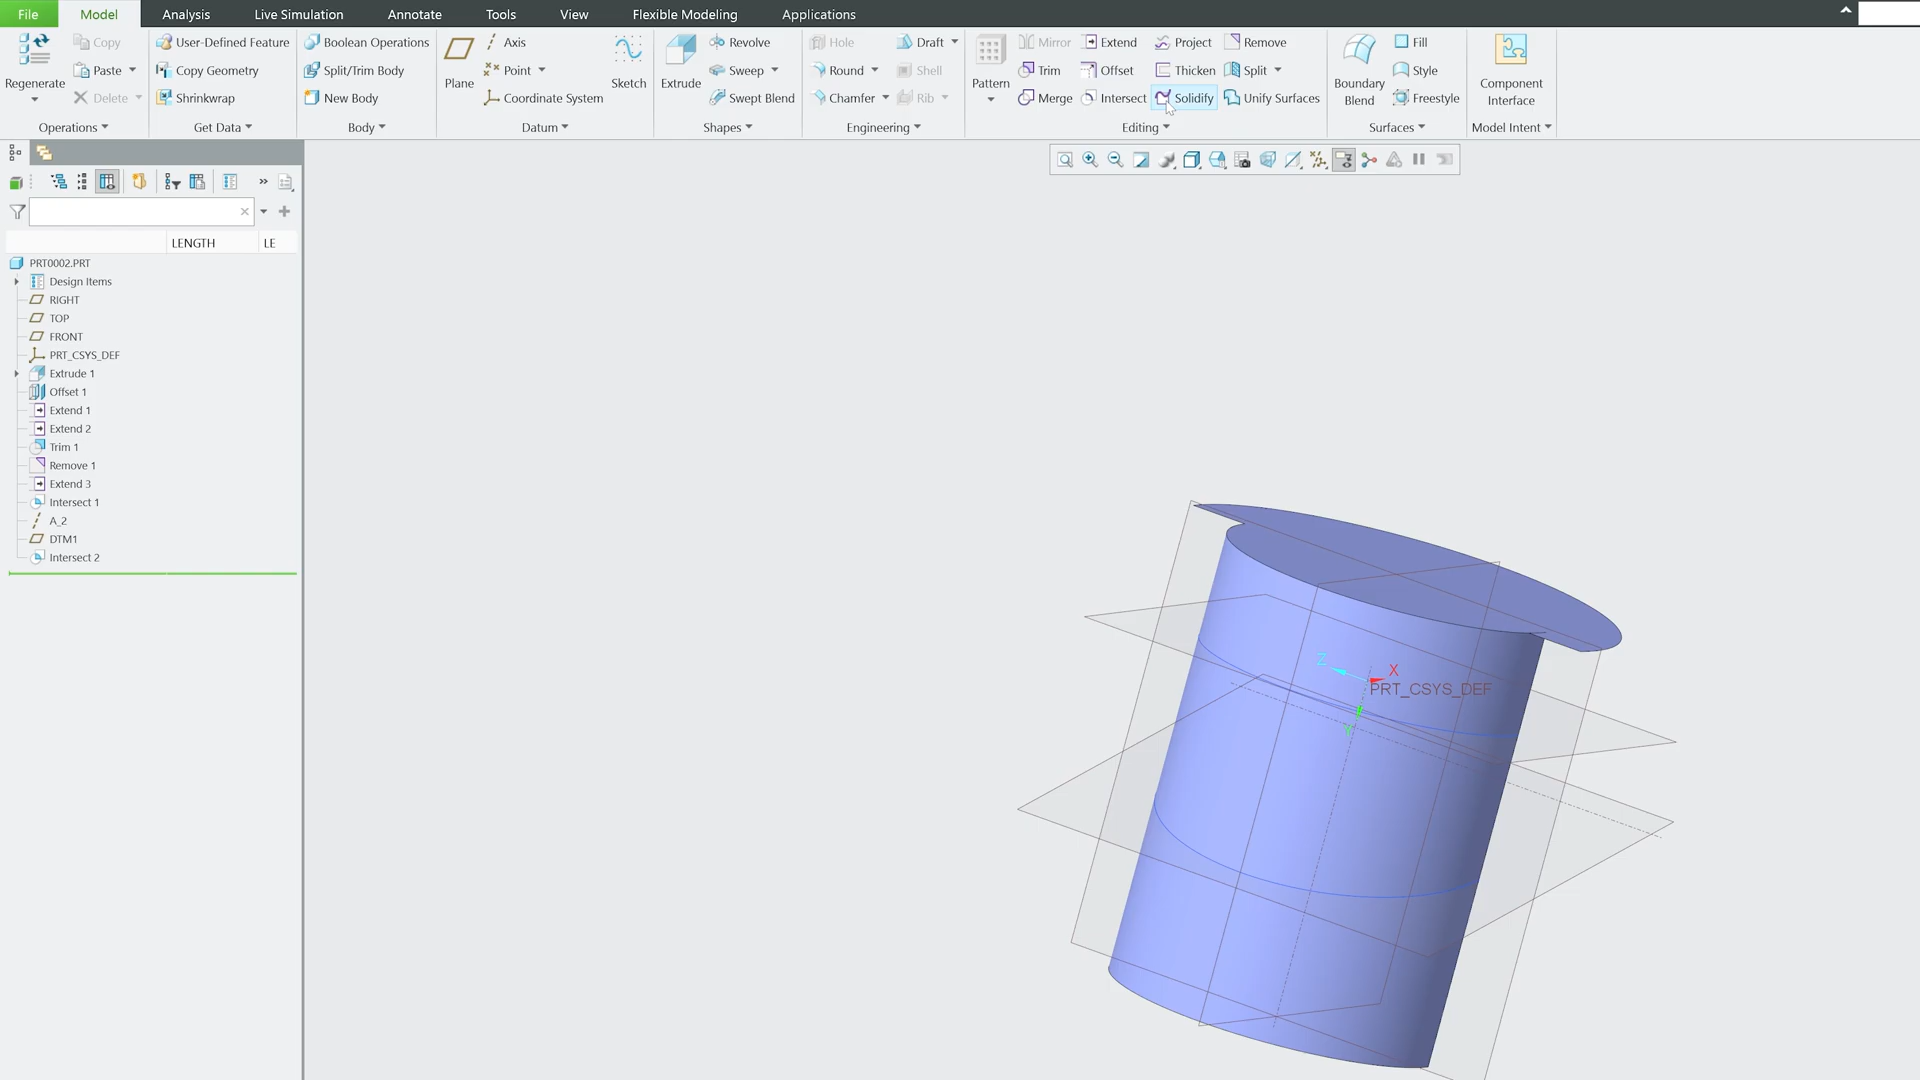 File Model Analysis Live Simulation Annotate Tools View Flexible Modeling Applications
Regenerate Copy Paste Delete Operations
User-Defined Feature Copy Geometry Shrinkwrap Get Data
Boolean Operations Split/Trim Body New Body Body
Plane Axis Point Coordinate System Sketch Datum
Extrude Revolve Sweep Swept Blend Shapes
Hole Round Chamfer Draft Shell Rib Engineering
Pattern Mirror Trim Merge Extend Offset Intersect Project Thicken Solidify Remove Split Unify Surfaces Editing
Boundary Blend Fill Style Freestyle Surfaces
Component Interface Model Intent
LENGTH LE
PRT0002.PRT
Design Items
RIGHT
TOP
FRONT
PRT_CSYS_DEF
Extrude 1
Offset 1
Extend 1
Extend 2
Trim 1
Remove 1
Extend 3
Intersect 1
A_2
DTM1
Intersect 2
Z
X
PRT_CSYS_DEF
Y